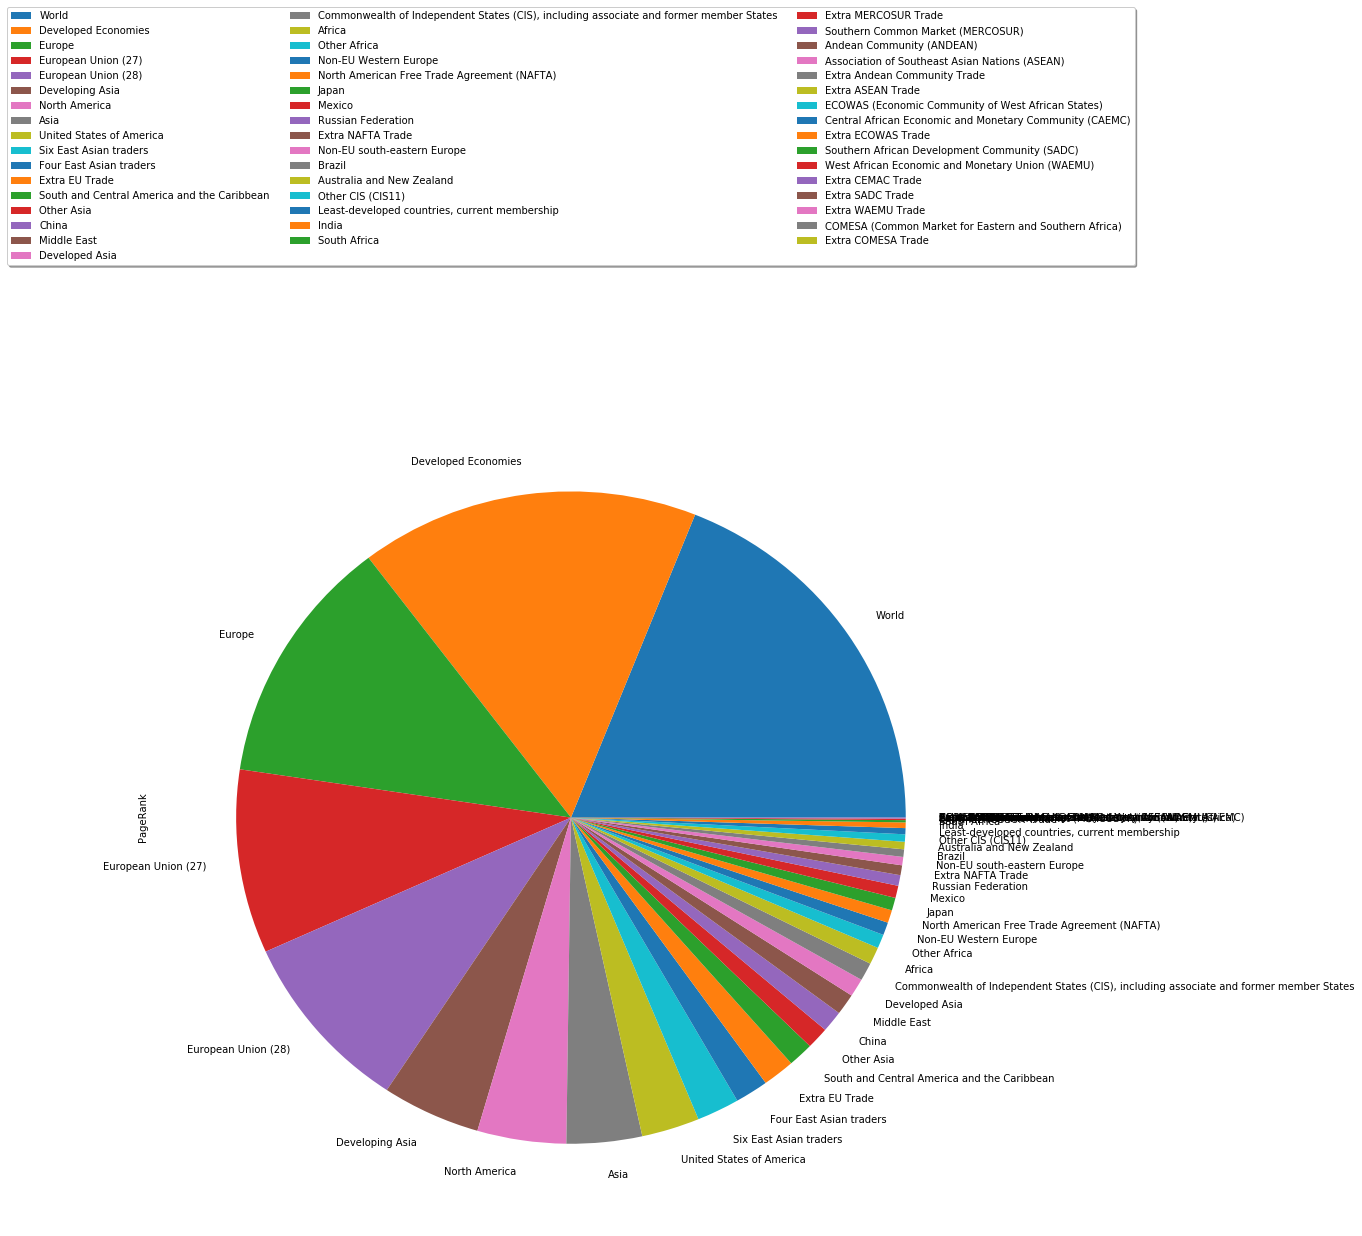 World
Developed Economies
Europe
European Union (27)
European Union (28)
Developing Asia
North America
Asia
United States of America
Six East Asian traders
Four East Asian traders
Extra EU Trade
South and Central America and the Caribbean
Other Asia
China
Middle East
Developed Asia
Commonwealth of Independent States (CIS), including associate and former member States
Africa
Other Africa
Non-EU Western Europe
North American Free Trade Agreement (NAFTA)
Japan
Mexico
Russian Federation
Extra NAFTA Trade
Non-EU south-eastern Europe
Brazil
Australia and New Zealand
Other CIS (CIS11)
Least-developed countries, current membership
India
South Africa
Extra MERCOSUR Trade
Southern Common Market (MERCOSUR)
Andean Community (ANDEAN)
Association of Southeast Asian Nations (ASEAN)
Extra Andean Community Trade
Extra ASEAN Trade
ECOWAS (Economic Community of West African States)
Central African Economic and Monetary Community (CAEMC)
Extra ECOWAS Trade
Southern African Development Community (SADC)
West African Economic and Monetary Union (WAEMU)
Extra CEMAC Trade
Extra SADC Trade
Extra WAEMU Trade
COMESA (Common Market for Eastern and Southern Africa)
Extra COMESA Trade
Developed Economies
World
Europe
PageRank
European Union (27)
European Union (28)
Developing Asia
North America
Asia
United States of America
Six East Asian traders
Four East Asian traders
Extra EU Trade
South and Central America and the Caribbean
Other Asia
China
Middle East
Developed Asia
Commonwealth of Independent States (CIS), including associate and former member States
Africa
Other Africa
Non-EU Western Europe
North American Free Trade Agreement (NAFTA)
Japan
Mexico
Russian Federation
Extra NAFTA Trade
Non-EU south-eastern Europe
Brazil
Australia and New Zealand
Other CIS (CIS11)
Least-developed countries, current membership
India